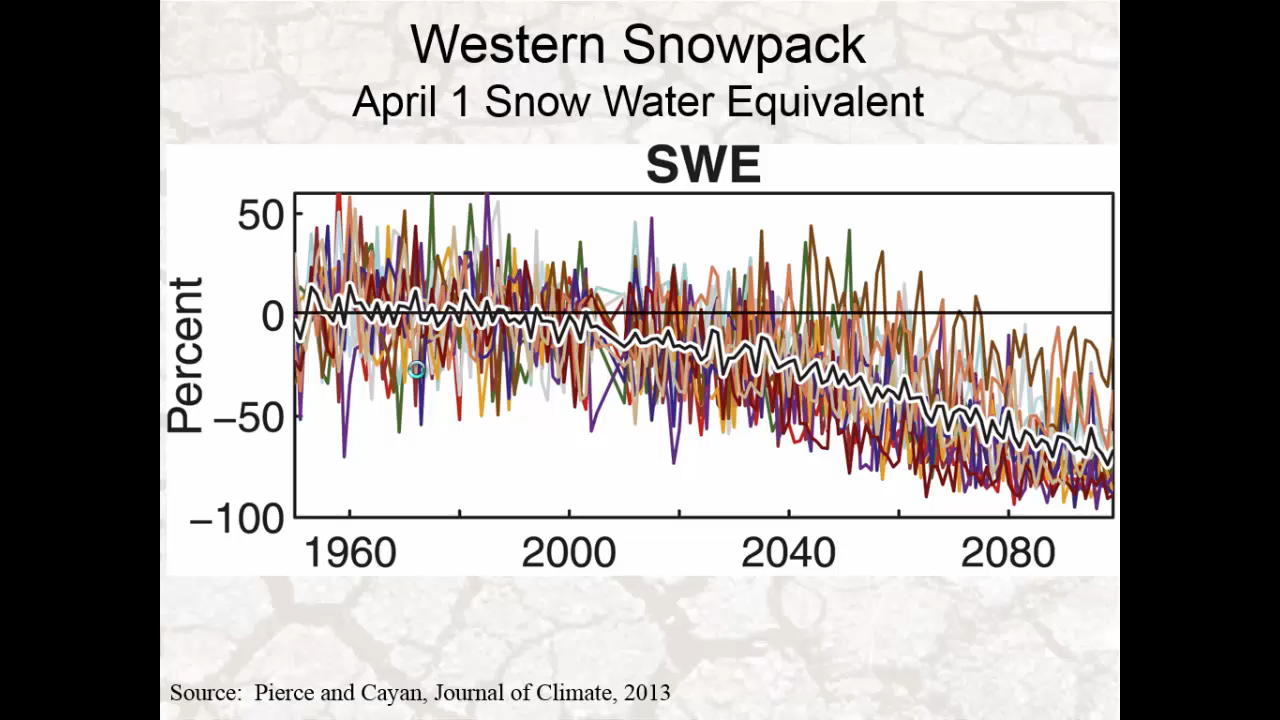 Western Snowpack
April 1 Snow Water Equivalent
SWE
Percent
50
0
−50
−100
1960 2000 2040 2080
Source: Pierce and Cayan, Journal of Climate, 2013